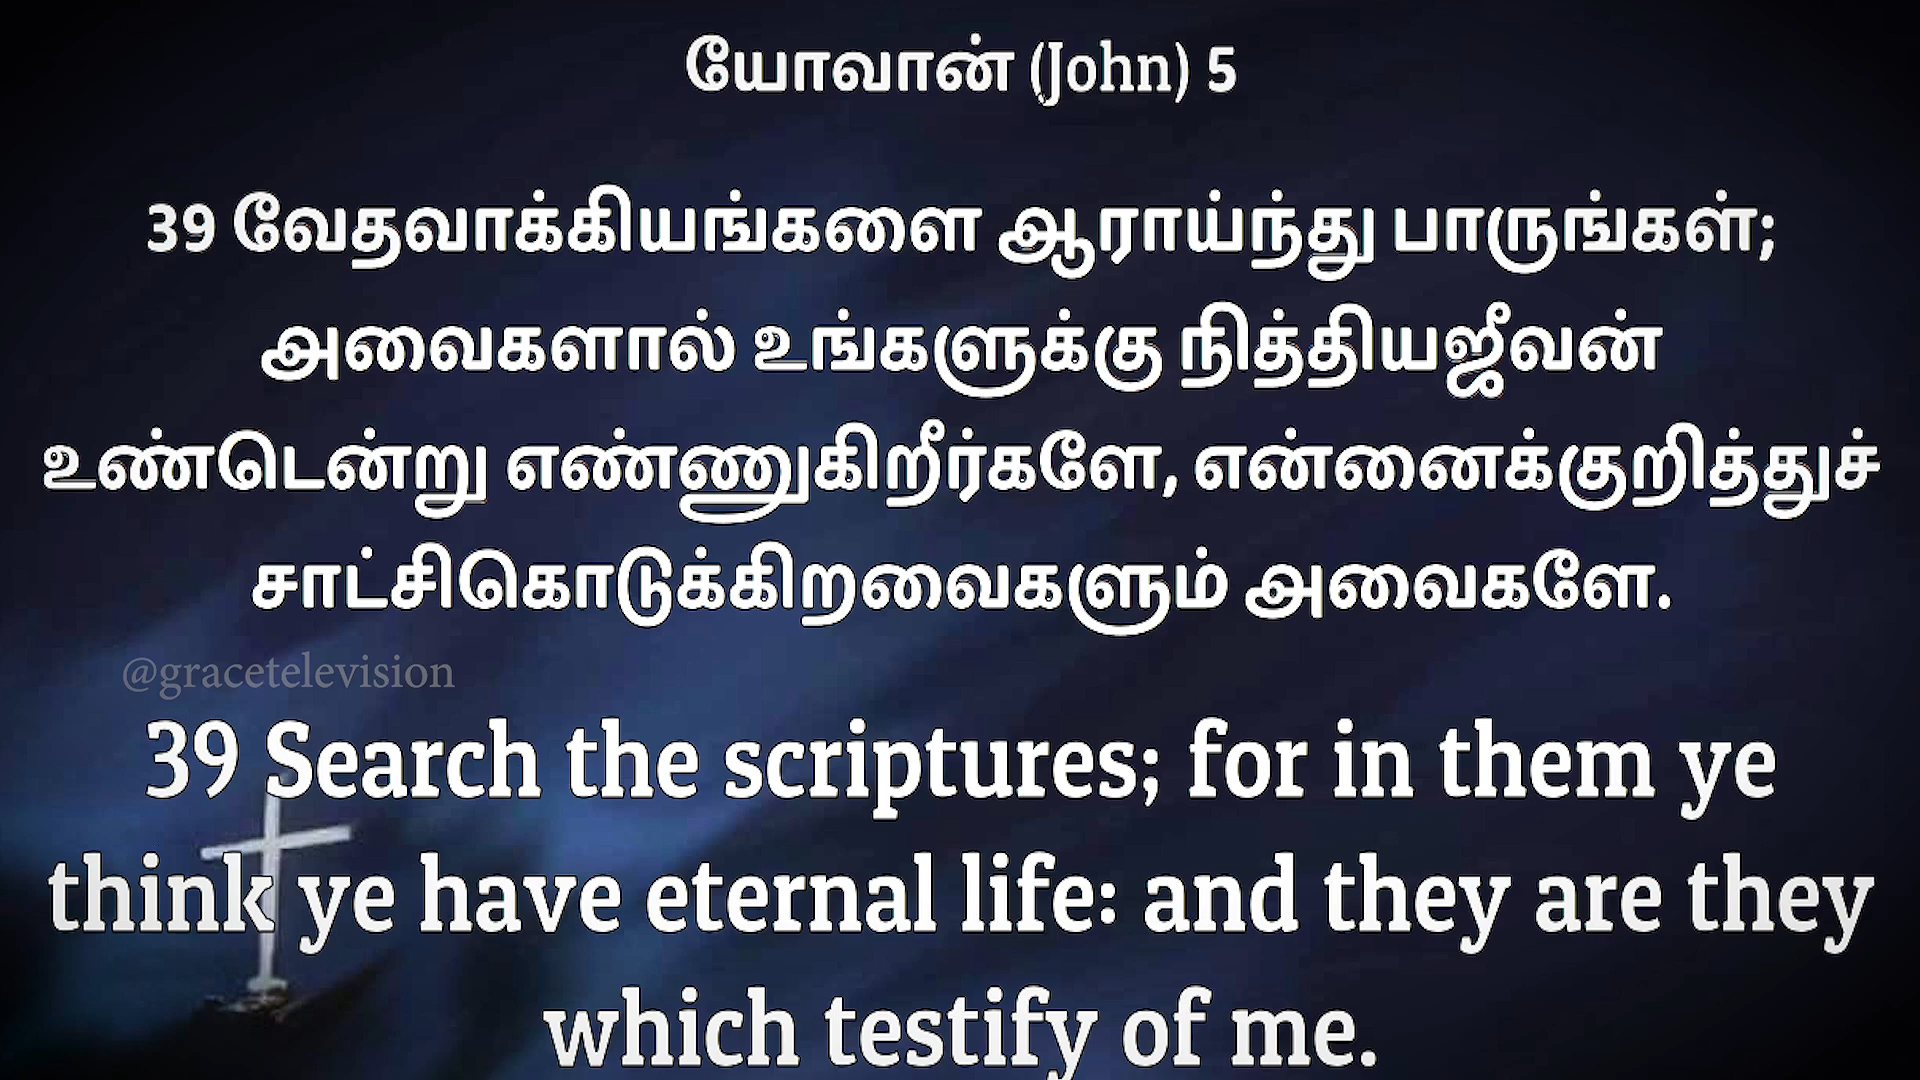 யோவான் (John) 5
39 வேதவாக்கியங்களை ஆராய்ந்து பாருங்கள்;
அவைகளால் உங்களுக்கு நித்தியஜீவன்
உண்டென்று எண்ணுகிறீர்களே, என்னைக்குறித்துச்
சாட்சிகொடுக்கிறவைகளும் அவைகளே.
@gracetelevision
39 Search the scriptures; for in them ye
think ye have eternal life: and they are they
which testify of me.